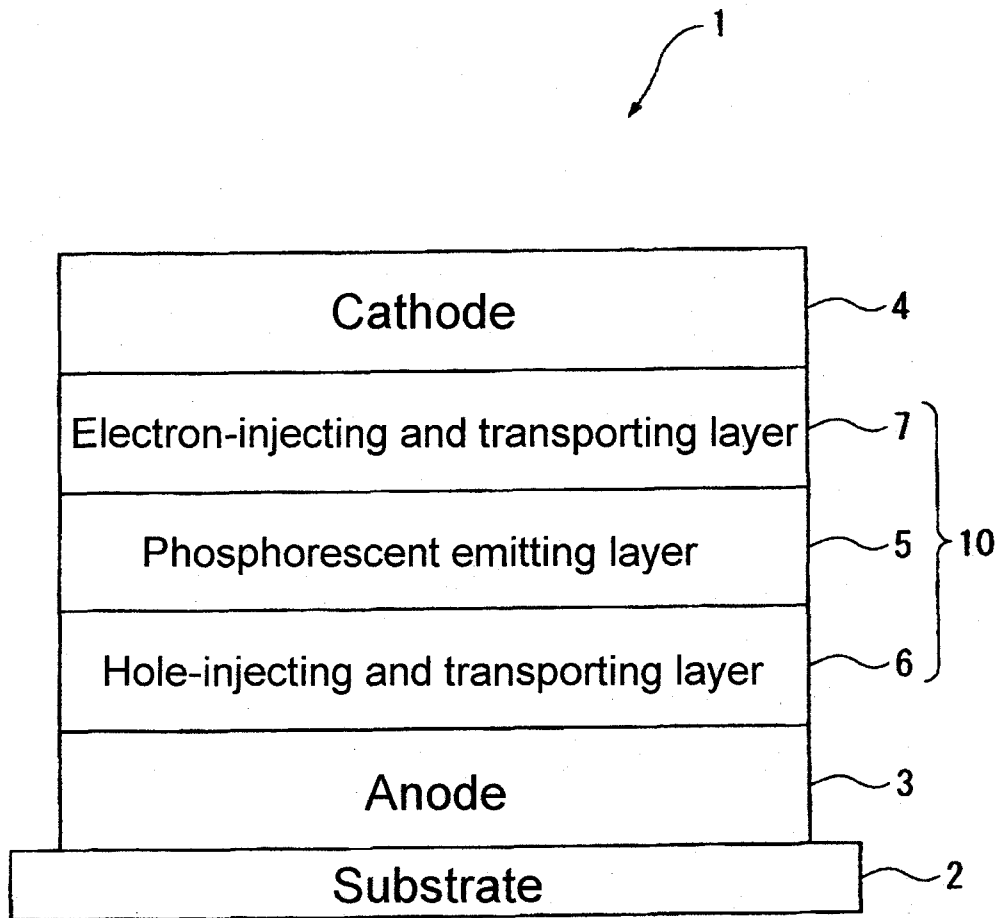 1
Cathode 4
Electron-injecting and transporting layer 7
Phosphorescent emitting layer 5 10
Hole-injecting and transporting layer 6
Anode 3
Substrate 2